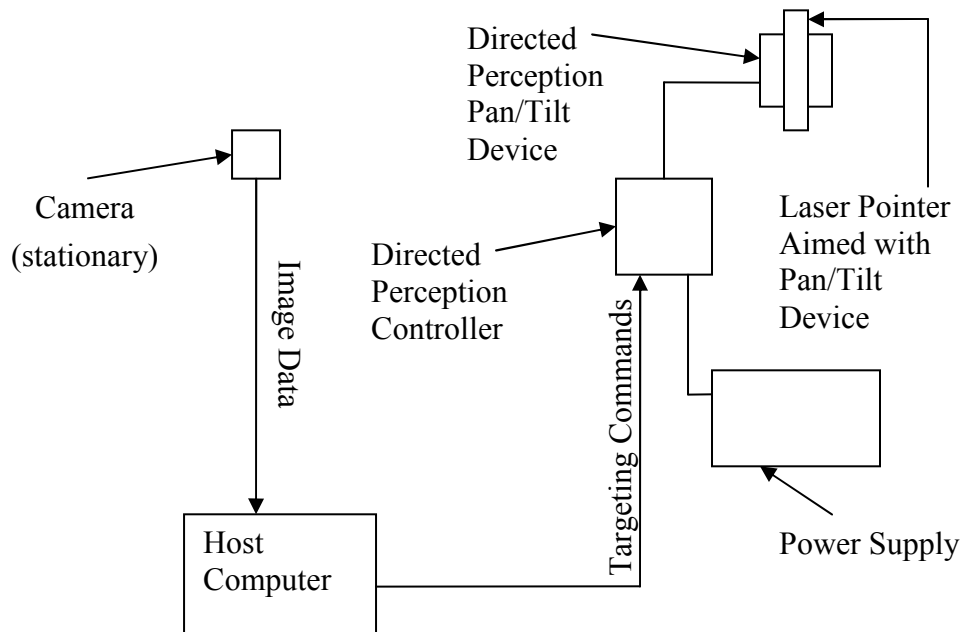 Directed
Perception
Pan/Tilt
Device
Camera
(stationary)
Image Data
Directed
Perception
Controller
Laser Pointer
Aimed with
Pan/Tilt
Device
Targeting Commands
Power Supply
Host
Computer